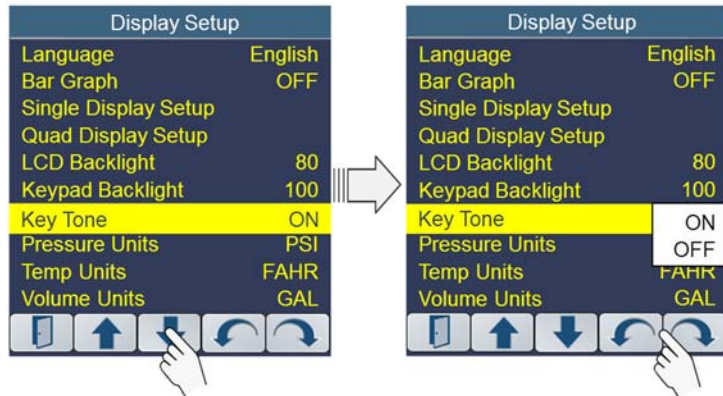 Display Setup
Language English
Bar Graph OFF
Single Display Setup
Quad Display Setup
LCD Backlight 80
Keypad Backlight 100
Key Tone ON
Pressure Units PSI
Temp Units FAHR
Volume Units GAL
Display Setup
Language English
Bar Graph OFF
Single Display Setup
Quad Display Setup
LCD Backlight 80
Keypad Backlight 100
Key Tone ON
Pressure Units OFF
Temp Units FAHR
Volume Units GAL